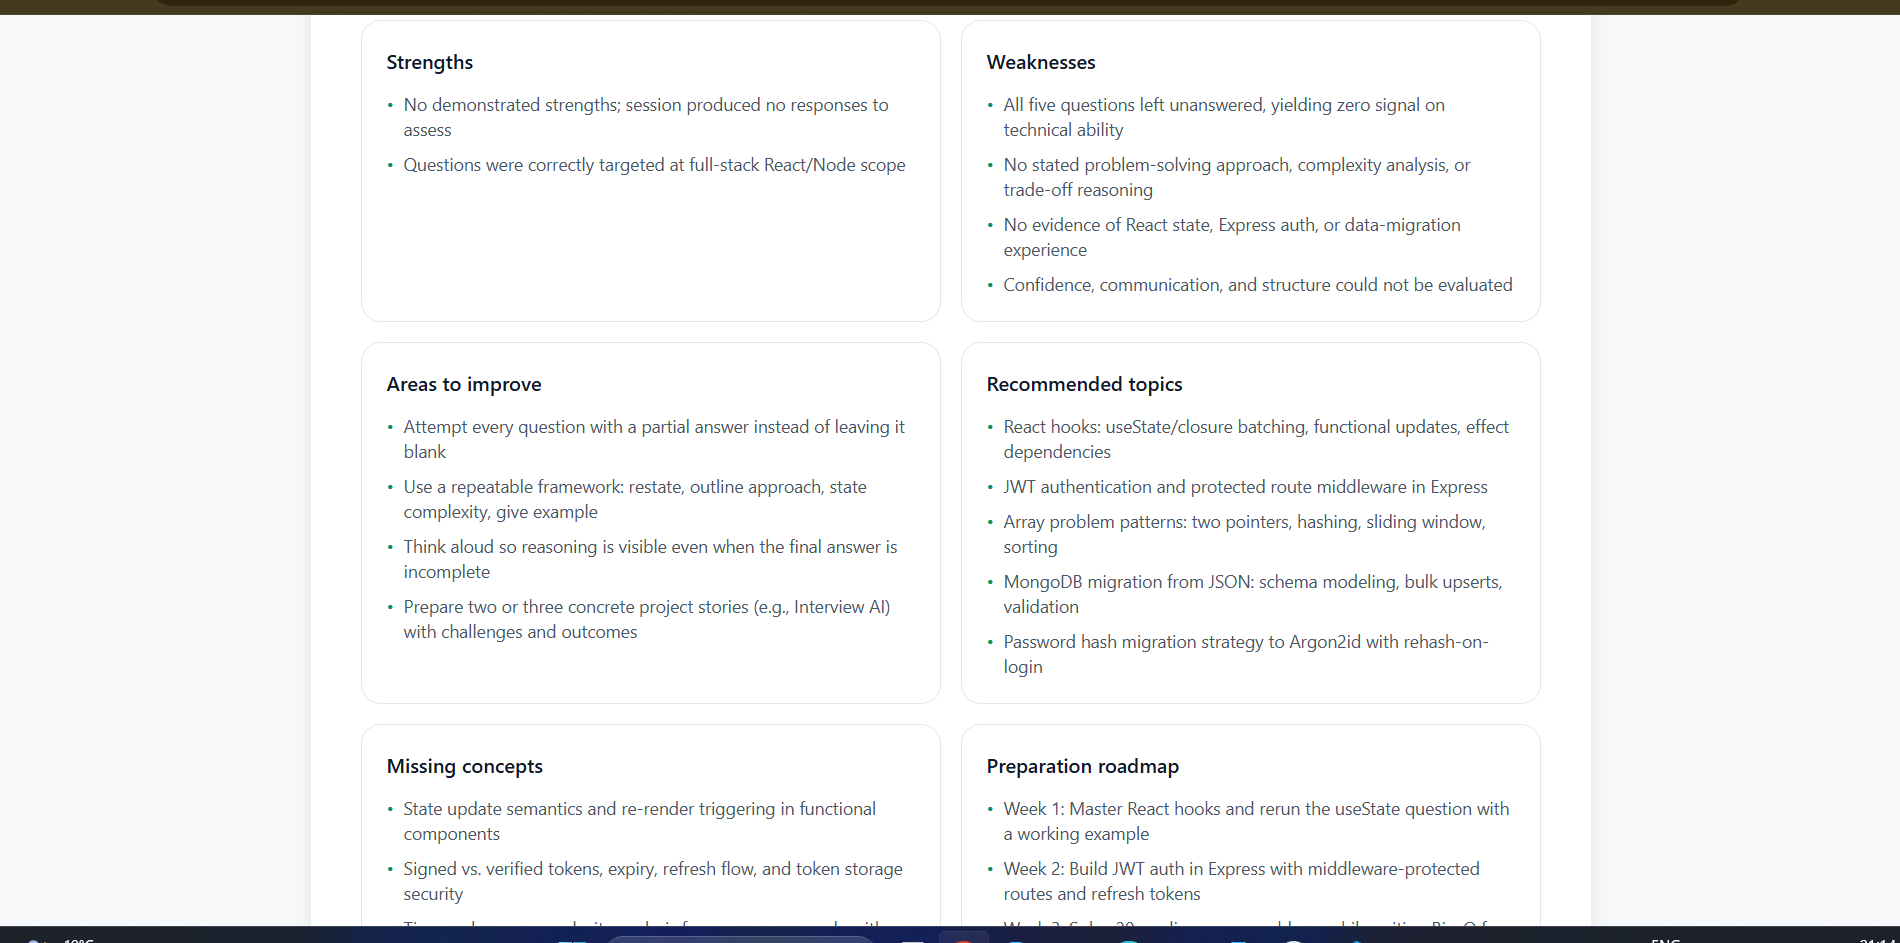 Strengths
• No demonstrated strengths; session produced no responses to
assess
• Questions were correctly targeted at full-stack React/Node scope
Weaknesses
• All five questions left unanswered, yielding zero signal on
technical ability
• No stated problem-solving approach, complexity analysis, or
trade-off reasoning
• No evidence of React state, Express auth, or data-migration
experience
• Confidence, communication, and structure could not be evaluated
Areas to improve
• Attempt every question with a partial answer instead of leaving it
blank
• Use a repeatable framework: restate, outline approach, state
complexity, give example
• Think aloud so reasoning is visible even when the final answer is
incomplete
• Prepare two or three concrete project stories (e.g., Interview AI)
with challenges and outcomes
Recommended topics
• React hooks: useState/closure batching, functional updates, effect
dependencies
• JWT authentication and protected route middleware in Express
• Array problem patterns: two pointers, hashing, sliding window,
sorting
• MongoDB migration from JSON: schema modeling, bulk upserts,
validation
• Password hash migration strategy to Argon2id with rehash-on-
login
Missing concepts
• State update semantics and re-render triggering in functional
components
• Signed vs. verified tokens, expiry, refresh flow, and token storage
security
Preparation roadmap
• Week 1: Master React hooks and rerun the useState question with
a working example
• Week 2: Build JWT auth in Express with middleware-protected
routes and refresh tokens